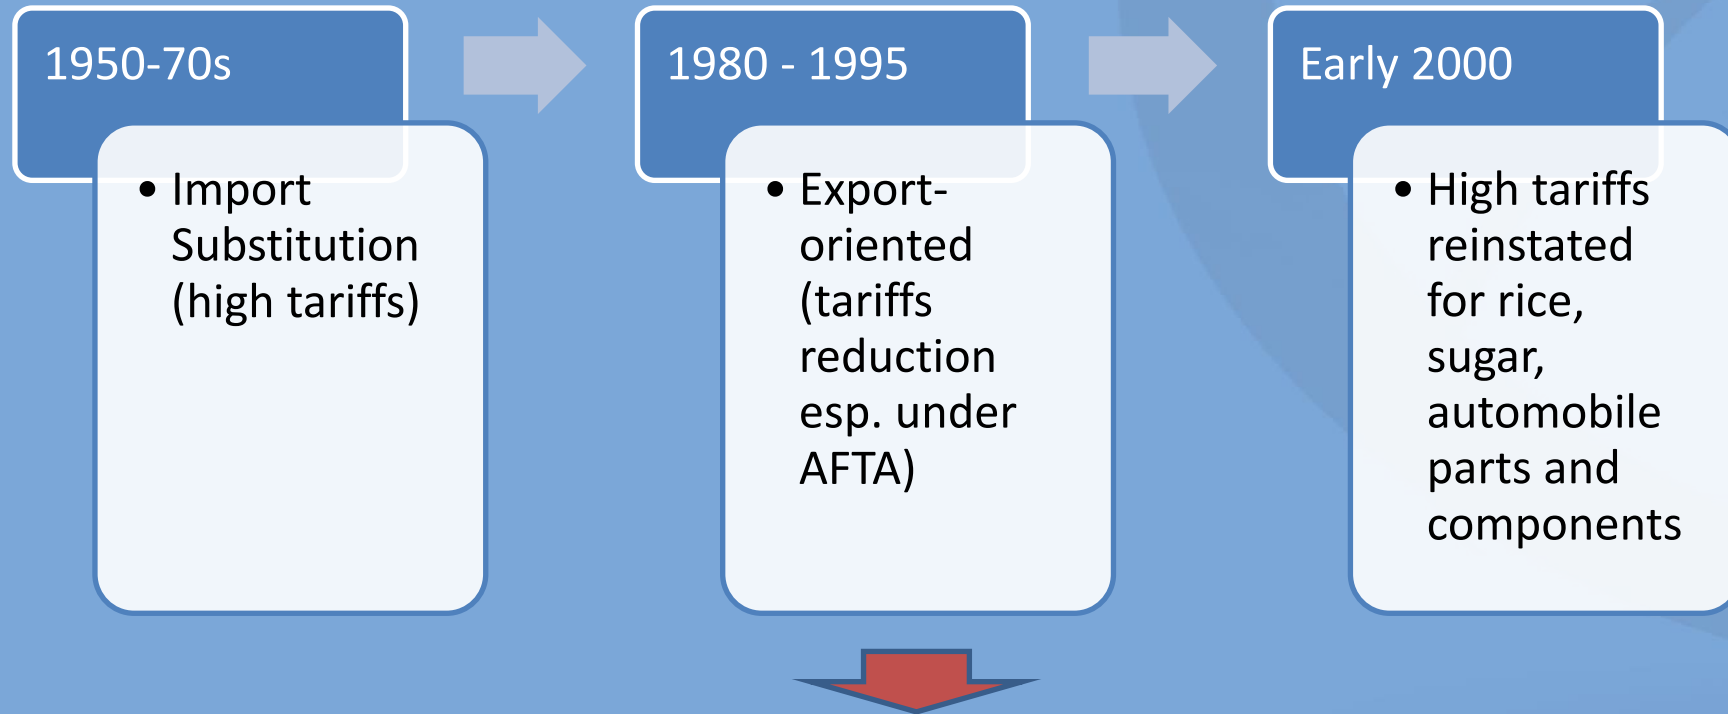 1950-70s
• Import
Substitution
(high tariffs)
1980 - 1995
• Export-
oriented
(tariffs
reduction
esp. under
AFTA)
Early 2000
• High tariffs
reinstated
for rice,
sugar,
automobile
parts and
components